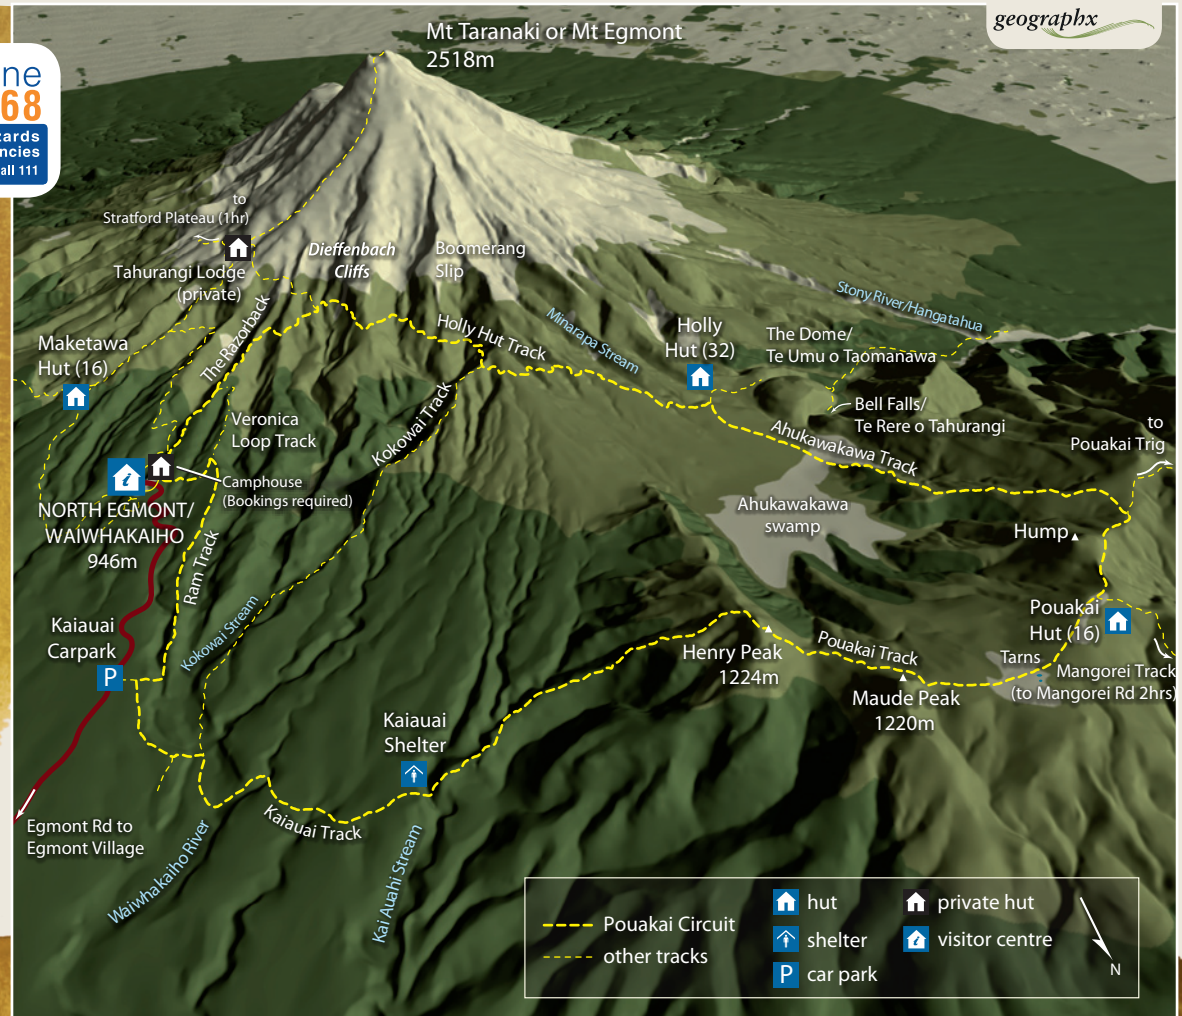 Mt Taranaki or Mt Egmont
2518m
geographx
ne
68
zards
ncies
all 111
to
Stratford Plateau (1hr)
Tahurangi Lodge
(private)
Dieffenbach
Cliffs
Boomerang
Slip
The Razorback
Holly Hut Track
Minarapa Stream
Stony River/Hangatahua
Holly
Hut (32)
The Dome/
Te Umu o Taomanawa
Maketawa
Hut (16)
Veronica
Loop Track
Kokowai Track
Bell Falls/
Te Rere o Tahurangi
to
Pouakai Trig
Ahukawakawa Track
Camphouse
(Bookings required)
NORTH EGMONT/
WAIWHAKAIHO
946m
Ahukawakawa
swamp
Hump
Ram Track
Kokowai Stream
Kaiauai
Carpark
P
Pouakai
Hut (16)
Henry Peak
1224m
Pouakai Track
Tarns
Mangorei Track
(to Mangorei Rd 2hrs)
Maude Peak
1220m
Kaiauai
Shelter
Kaiauai Track
Egmont Rd to
Egmont Village
Waiwhakaiho River
Kai Auahi Stream
Pouakai Circuit
other tracks
hut
shelter
P car park
private hut
visitor centre
N